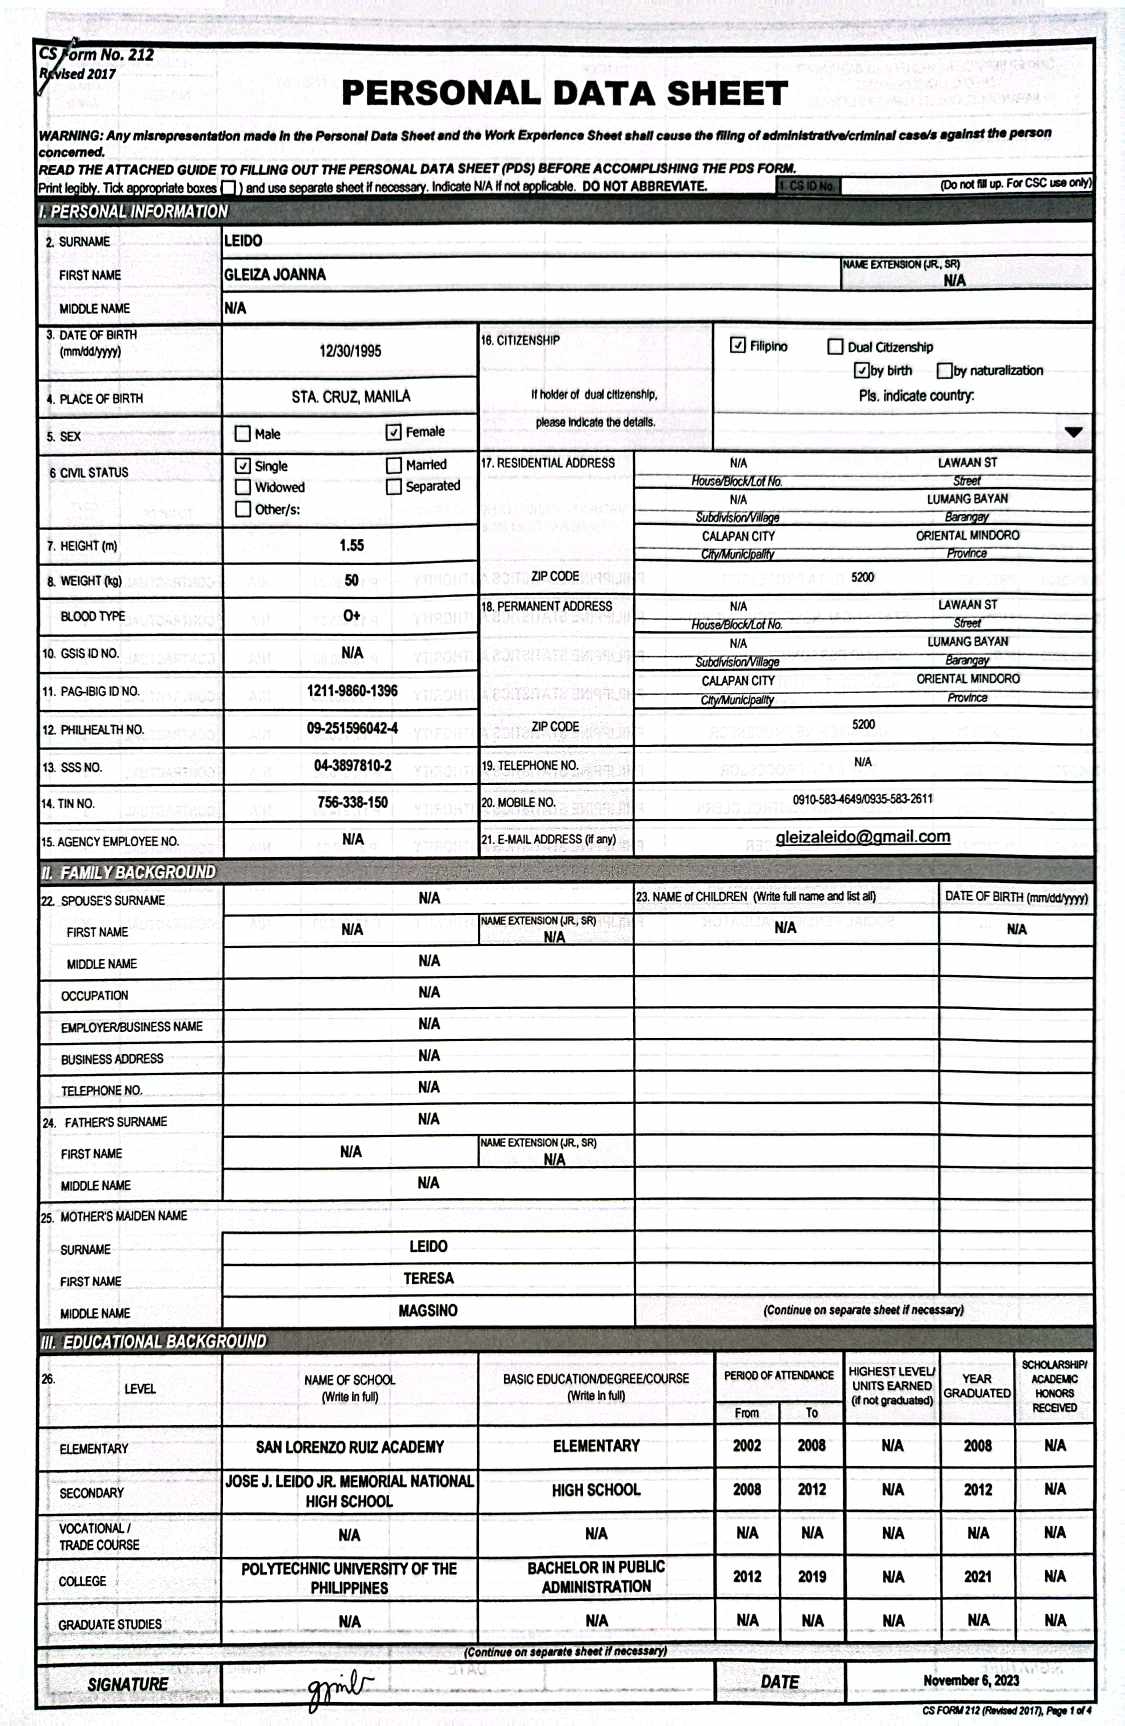 CS Form No. 212
Revised 2017
PERSONAL DATA SHEET
WARNING: Any misrepresentation made in the Personal Data Sheet and the Work Experience Sheet shall cause the filing of administrative/criminal case/s against the person
concerned.
READ THE ATTACHED GUIDE TO FILLING OUT THE PERSONAL DATA SHEET (PDS) BEFORE ACCOMPLISHING THE PDS FORM.
Print legibly. Tick appropriate boxes ( ) and use separate sheet if necessary. Indicate N/A if not applicable. DO NOT ABBREVIATE. 1. CS ID No. (Do not fill up. For CSC use only)
I. PERSONAL INFORMATION
2. SURNAME LEIDO
FIRST NAME GLEIZA JOANNA NAME EXTENSION (JR., SR) N/A
MIDDLE NAME N/A
3. DATE OF BIRTH
(mm/dd/yyyy) 12/30/1995
4. PLACE OF BIRTH STA. CRUZ, MANILA
5. SEX Male ✓ Female
6 CIVIL STATUS ✓ Single Married
Widowed Separated
Other/s:
7. HEIGHT (m) 1.55
8. WEIGHT (kg) 50
BLOOD TYPE O+
10. GSIS ID NO. N/A
11. PAG-IBIG ID NO. 1211-9860-1396
12. PHILHEALTH NO. 09-251596042-4
13. SSS NO. 04-3897810-2
14. TIN NO. 756-338-150
15. AGENCY EMPLOYEE NO. N/A
16. CITIZENSHIP ✓ Filipino Dual Citizenship
✓ by birth by naturalization
If holder of dual citizenship, Pls. indicate country:
please indicate the details.
17. RESIDENTIAL ADDRESS N/A LAWAAN ST
House/Block/Lot No. Street
N/A LUMANG BAYAN
Subdivision/Village Barangay
CALAPAN CITY ORIENTAL MINDORO
City/Municipality Province
ZIP CODE 5200
18. PERMANENT ADDRESS N/A LAWAAN ST
House/Block/Lot No. Street
N/A LUMANG BAYAN
Subdivision/Village Barangay
CALAPAN CITY ORIENTAL MINDORO
City/Municipality Province
ZIP CODE 5200
19. TELEPHONE NO. N/A
20. MOBILE NO. 0910-583-4649/0935-583-2611
21. E-MAIL ADDRESS (if any) gleizaleido@gmail.com
II. FAMILY BACKGROUND
22. SPOUSE'S SURNAME N/A 23. NAME of CHILDREN (Write full name and list all) DATE OF BIRTH (mm/dd/yyyy)
FIRST NAME N/A NAME EXTENSION (JR., SR) N/A N/A N/A
MIDDLE NAME N/A
OCCUPATION N/A
EMPLOYER/BUSINESS NAME N/A
BUSINESS ADDRESS N/A
TELEPHONE NO. N/A
24. FATHER'S SURNAME N/A
FIRST NAME N/A NAME EXTENSION (JR., SR) N/A
MIDDLE NAME N/A
25. MOTHER'S MAIDEN NAME
SURNAME LEIDO
FIRST NAME TERESA
MIDDLE NAME MAGSINO (Continue on separate sheet if necessary)
III. EDUCATIONAL BACKGROUND
26. LEVEL NAME OF SCHOOL (Write in full) BASIC EDUCATION/DEGREE/COURSE (Write in full) PERIOD OF ATTENDANCE From To HIGHEST LEVEL/ UNITS EARNED (if not graduated) YEAR GRADUATED SCHOLARSHIP/ ACADEMIC HONORS RECEIVED
ELEMENTARY SAN LORENZO RUIZ ACADEMY ELEMENTARY 2002 2008 N/A 2008 N/A
SECONDARY JOSE J. LEIDO JR. MEMORIAL NATIONAL HIGH SCHOOL HIGH SCHOOL 2008 2012 N/A 2012 N/A
VOCATIONAL / TRADE COURSE N/A N/A N/A N/A N/A N/A N/A
COLLEGE POLYTECHNIC UNIVERSITY OF THE PHILIPPINES BACHELOR IN PUBLIC ADMINISTRATION 2012 2019 N/A 2021 N/A
GRADUATE STUDIES N/A N/A N/A N/A N/A N/A N/A
(Continue on separate sheet if necessary)
SIGNATURE DATE November 6, 2023
CS FORM 212 (Revised 2017), Page 1 of 4